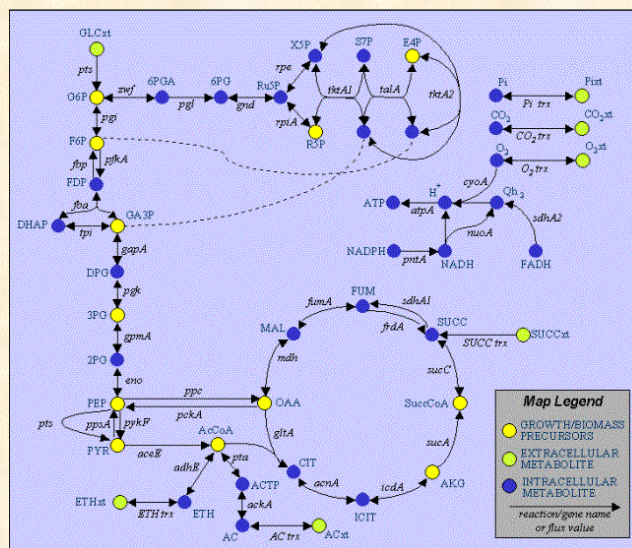 GLCxt
pts
G6P
zwf
6PGA
pgl
6PG
gnd
Ru5P
rpe
X5P
S7P
E4P
tktA1
talA
tktA2
rpiA
R5P
pgi
F6P
fbp
pfkA
FDP
fba
DHAP
GA3P
tpi
gapA
DPG
pgk
3PG
gpmA
2PG
eno
PEP
ppc
pckA
OAA
pts
ppsA
pykF
PYR
aceE
AcCoA
gltA
pta
adhE
ACTP
ackA
ETHxt
ETH trx
ETH
AC
AC trx
ACxt
CIT
acnA
ICIT
icdA
AKG
sucA
SuccCoA
sucC
SUCC
SUCC trx
SUCCxt
sdhA1
frdA
FUM
fumA
MAL
mdh
Pi
Pi trx
Pixt
CO2
CO2 trx
CO2xt
O2
O2 trx
O2xt
cyoA
ATP
atpA
H+
Qh2
sdhA2
nuoA
NADPH
pntA
NADH
FADH
Map Legend
GROWTH/BIOMASS
PRECURSORS
EXTRACELLULAR
METABOLITE
INTRACELLULAR
METABOLITE
reaction/gene name
or flux value